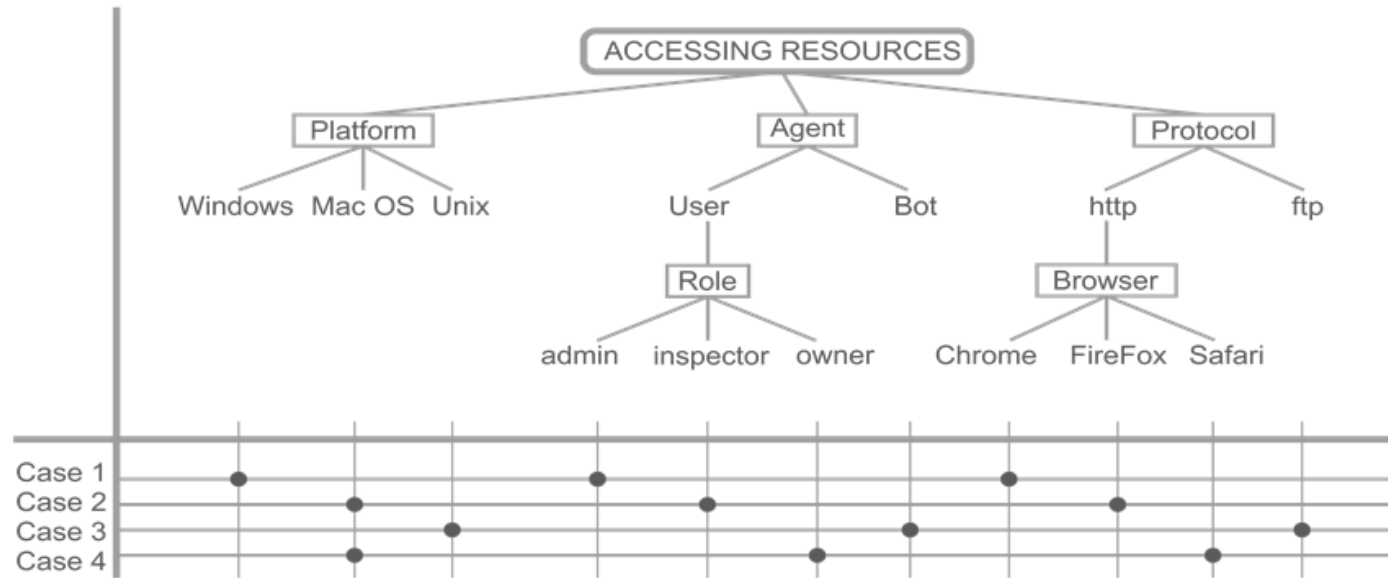 ACCESSING RESOURCES
Platform Agent Protocol
Windows Mac OS Unix User Bot http ftp
Role Browser
admin inspector owner Chrome FireFox Safari
Case 1
Case 2
Case 3
Case 4